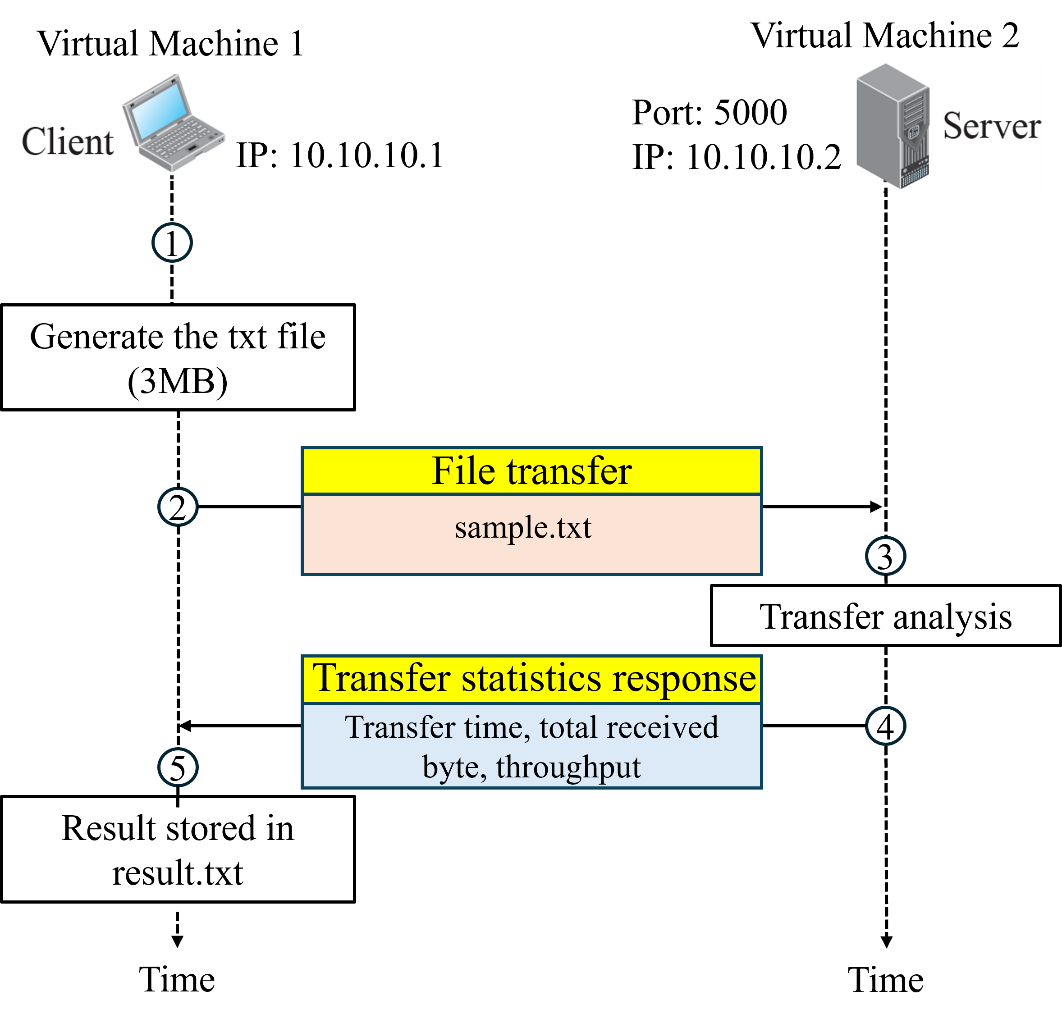 Virtual Machine 1
Virtual Machine 2
Client
IP: 10.10.10.1
Port: 5000
IP: 10.10.10.2
Server
1
Generate the txt file
(3MB)
File transfer
2
sample.txt
3
Transfer analysis
Transfer statistics response
Transfer time, total received
byte, throughput
4
5
Result stored in
result.txt
Time
Time